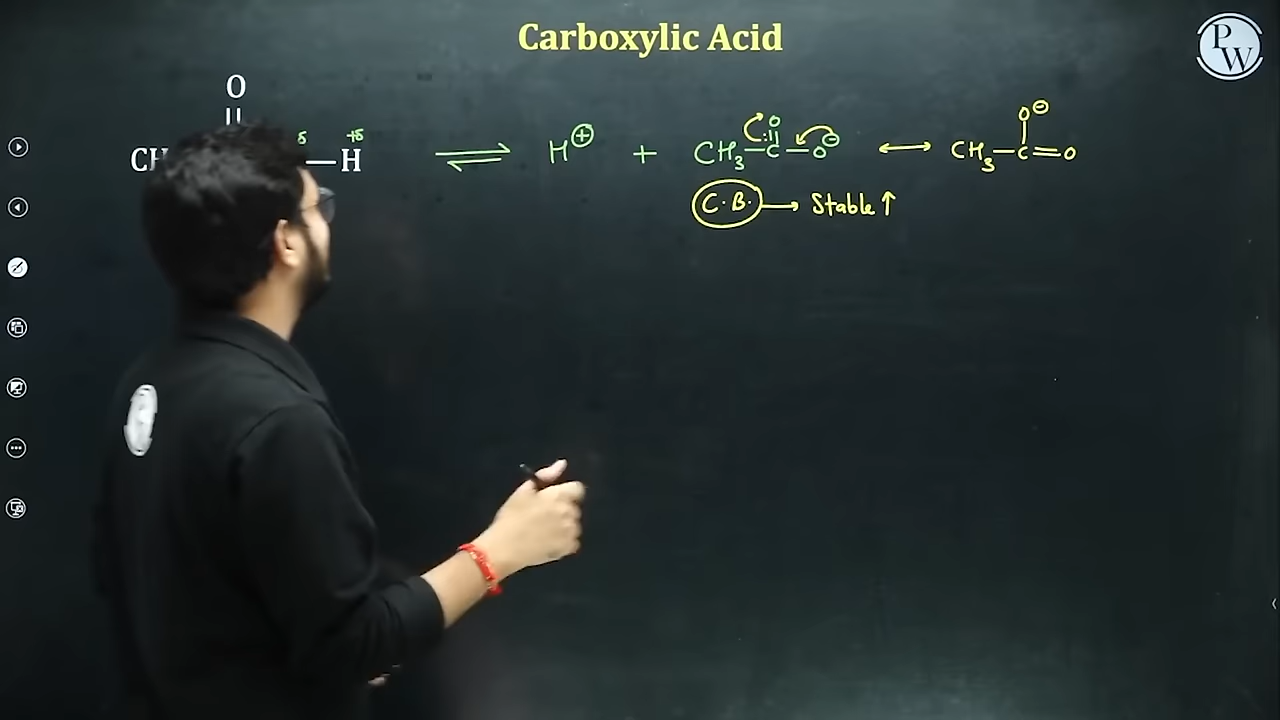 Carboxylic Acid
PW
O
CH
δ +δ
—H ⇌ H⊕ + CH₃—C—O⊖ ↔ CH₃—C=O
O O⊖
C.B. → Stable ↑